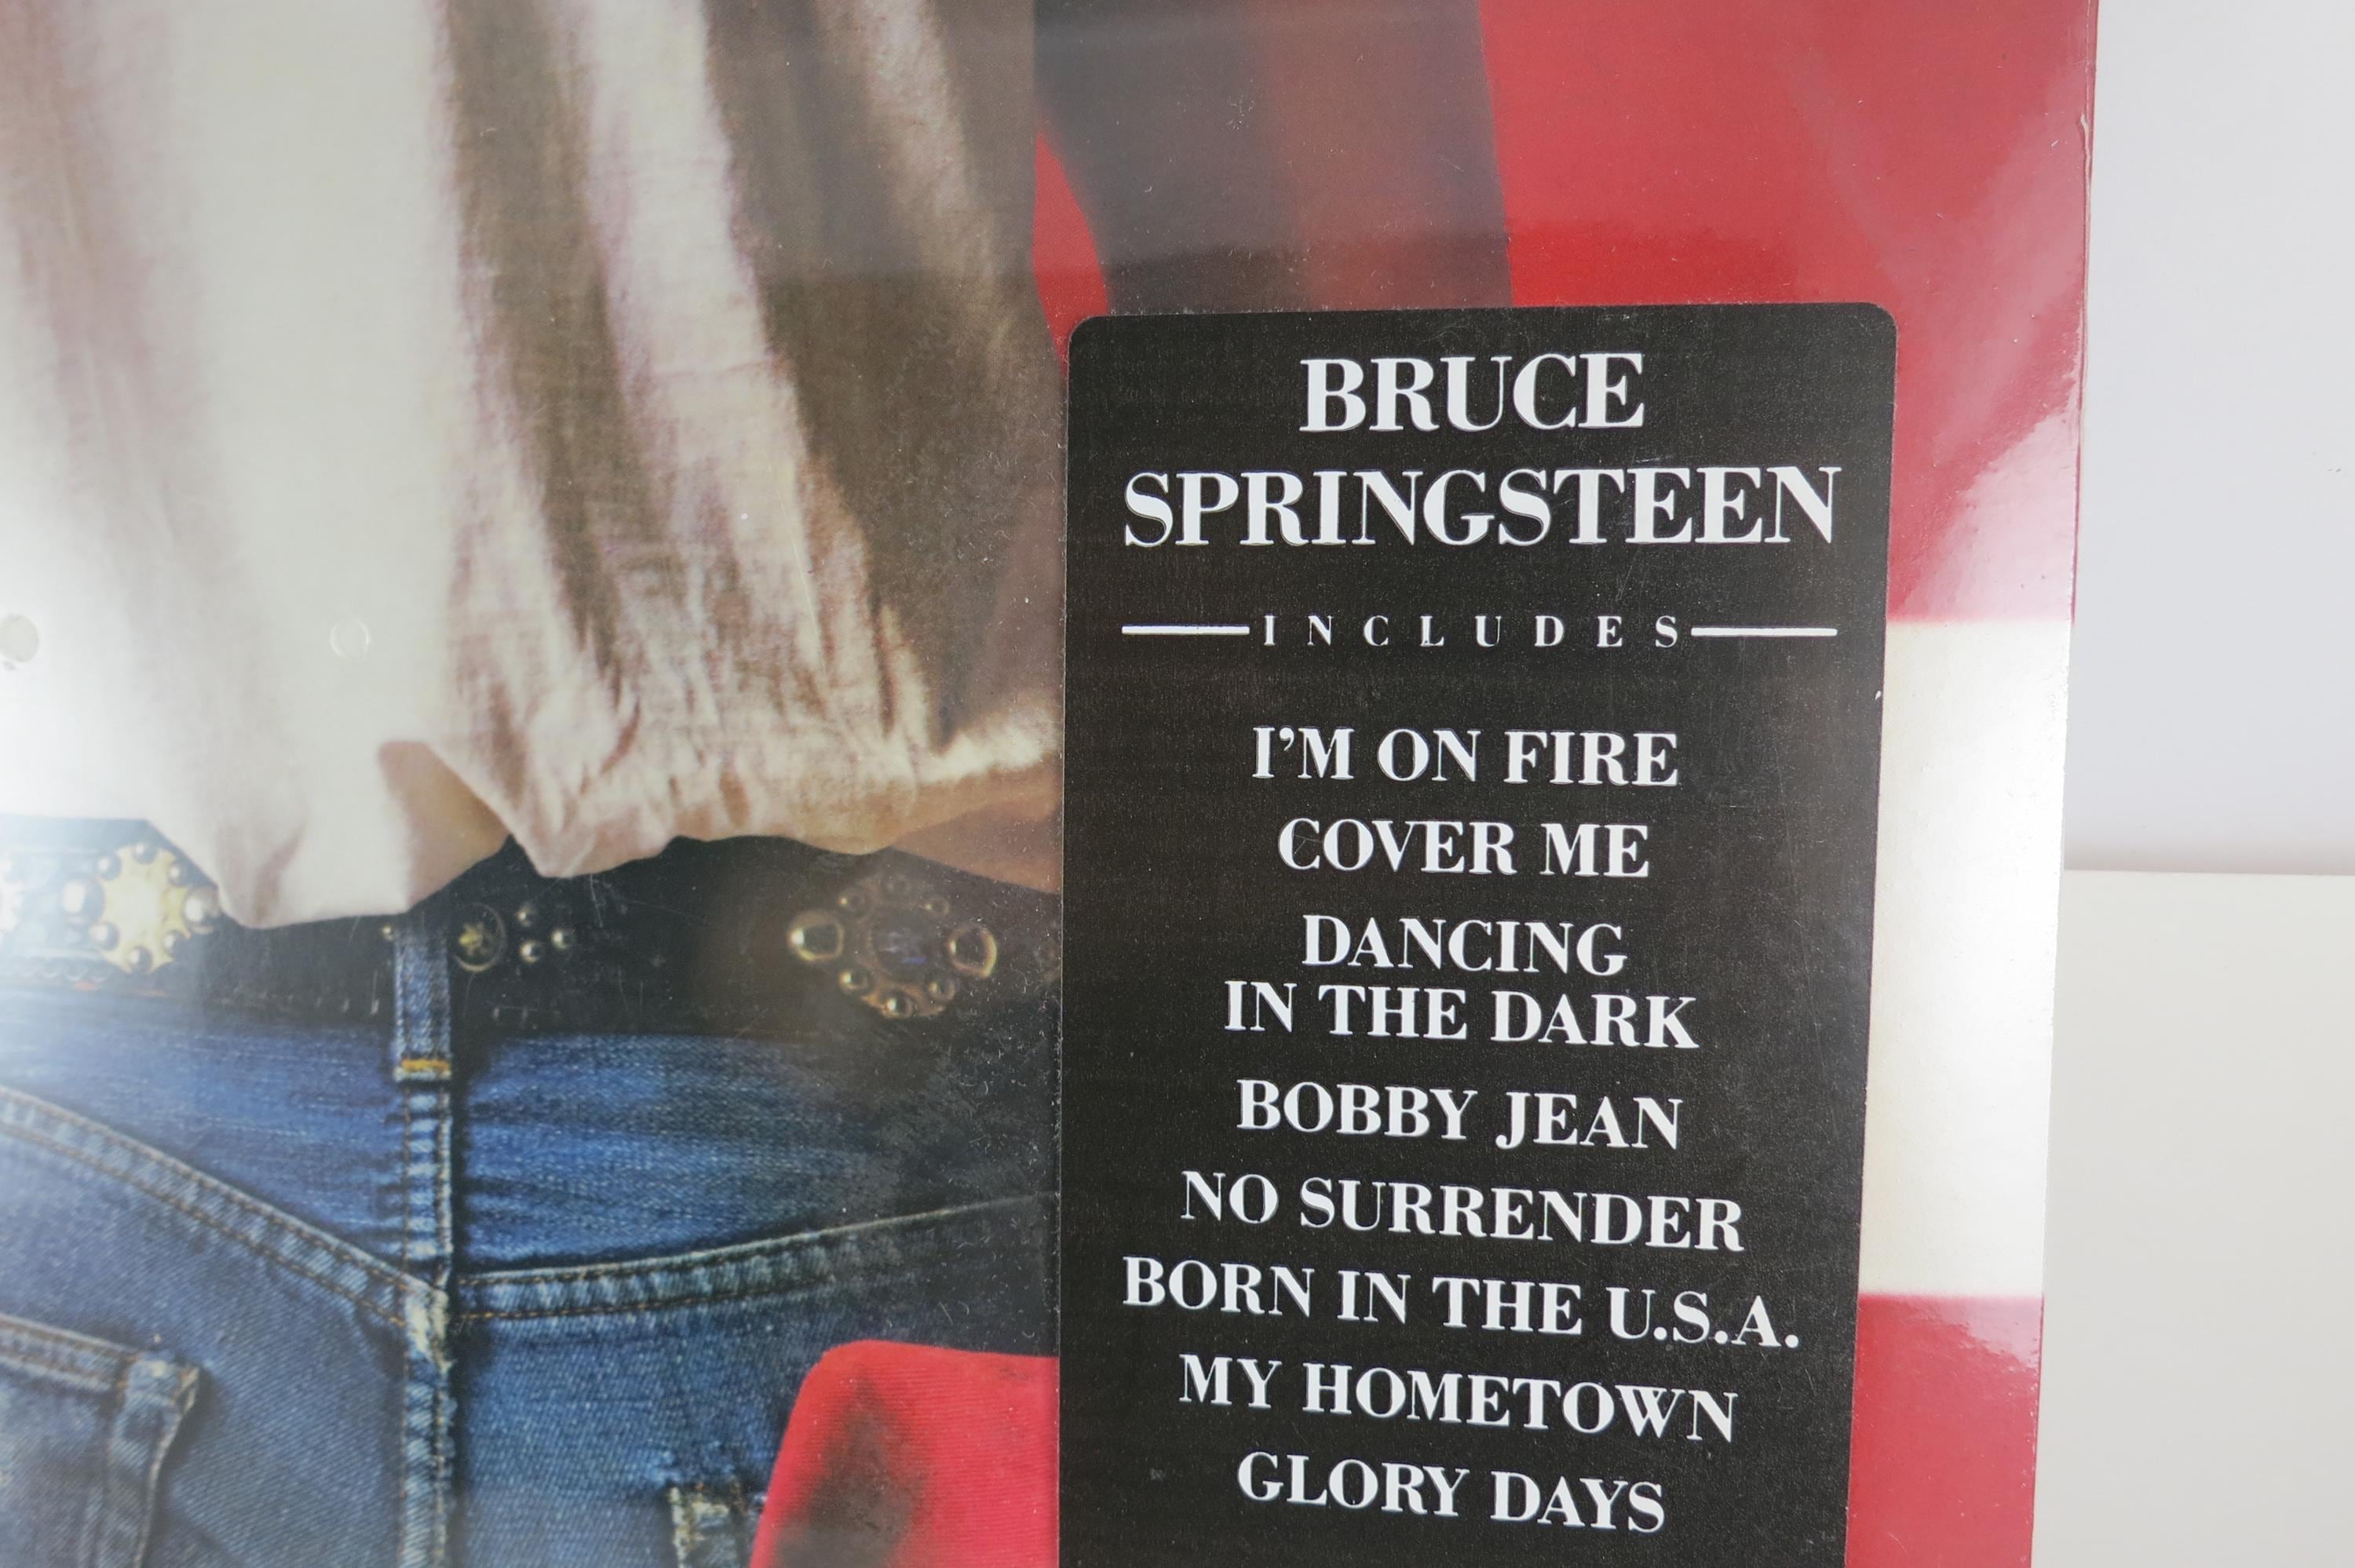 BRUCE
SPRINGSTEEN
INCLUDES
I'M ON FIRE
COVER ME
DANCING
IN THE DARK
BOBBY JEAN
NO SURRENDER
BORN IN THE U.S.A.
MY HOMETOWN
GLORY DAYS